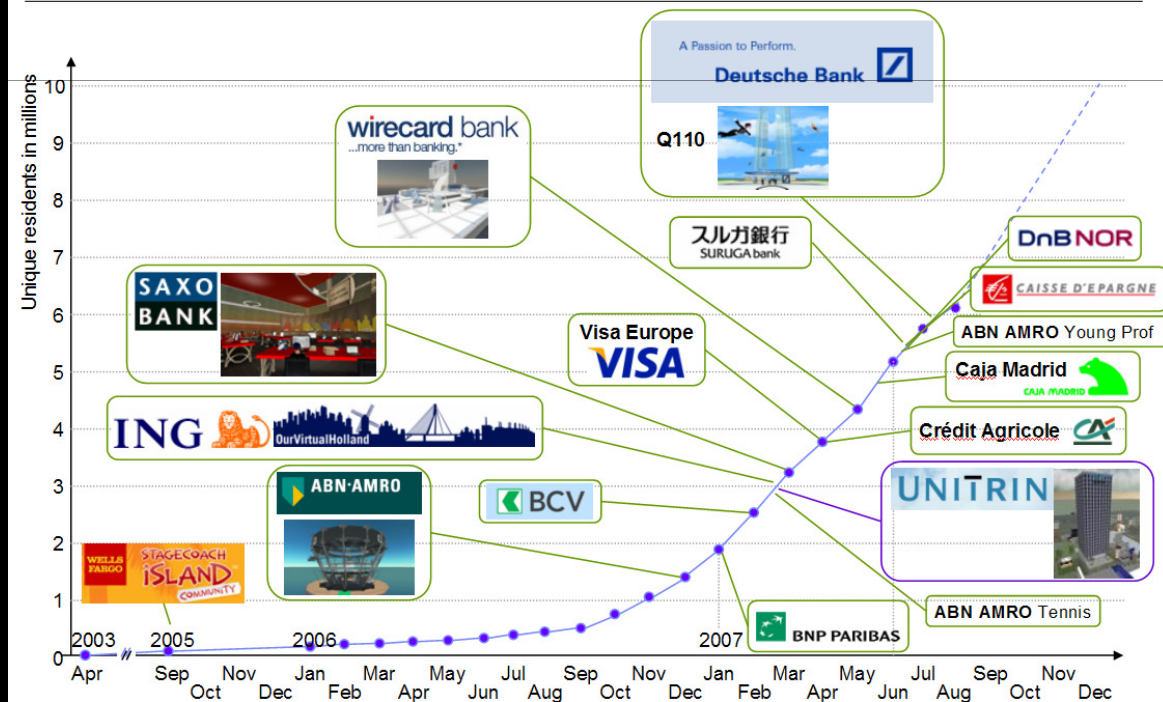 A Passion to Perform.
Deutsche Bank
Q110
wirecard bank
...more than banking.*
スルガ銀行
SURUGA bank
DnB NOR
CAISSE D'EPARGNE
SAXO
BANK
Visa Europe
VISA
ABN AMRO Young Prof
Caja Madrid
CAJA MADRID
ING
OurVirtualHolland
Crédit Agricole
CA
ABN·AMRO
BCV
UNITRIN
WELLS
FARGO
STAGECOACH
iSLAND
COMMUNITY
BNP PARIBAS
ABN AMRO Tennis
Unique residents in millions
10
9
8
7
6
5
4
3
2
1
0
2003 2005 2006 2007
Apr Sep Nov Jan Mar May Jul Sep Nov Jan Mar May Jul Sep Nov
Oct Dec Feb Apr Jun Aug Oct Dec Feb Apr Jun Aug Oct Dec